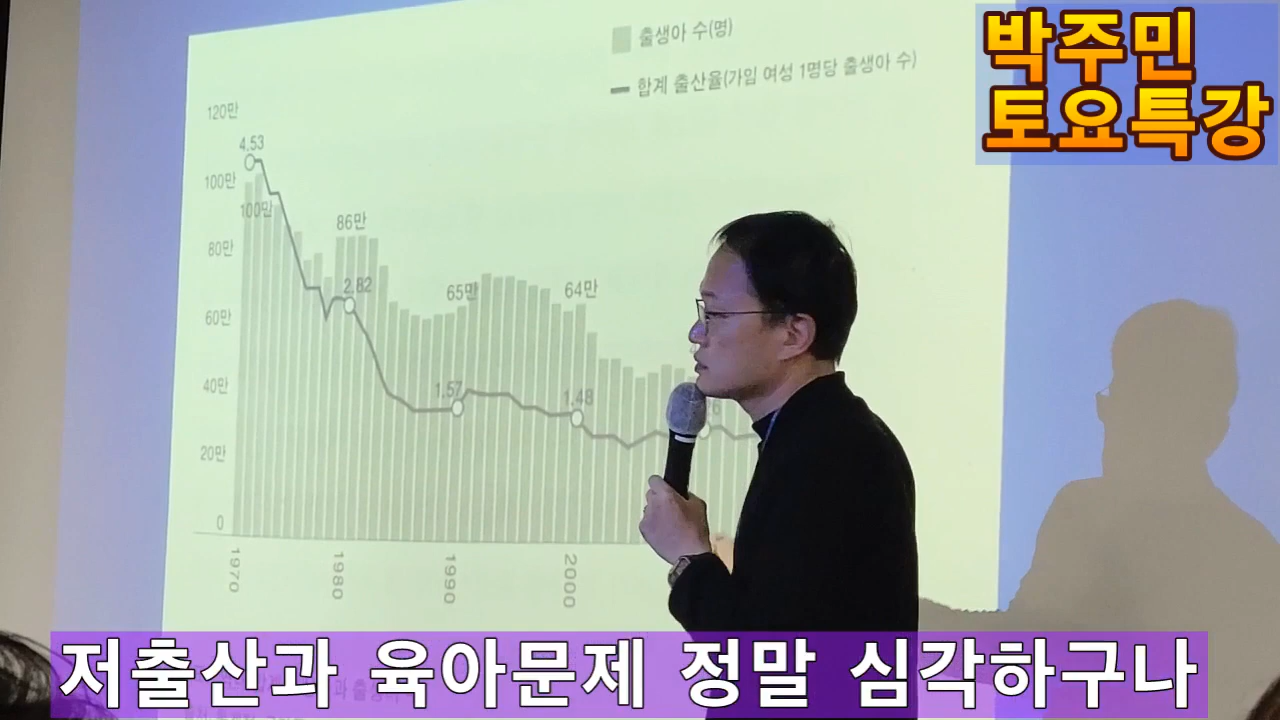 박주민
토요특강
출생아 수(명)
합계 출산율(가임 여성 1명당 출생아 수)
120만
4.53
100만
100만
86만
80만
2.82
65만
64만
60만
40만
1.57
1.48
20만
0
1970
1980
1990
2000
저출산과 육아문제 정말 심각하구나